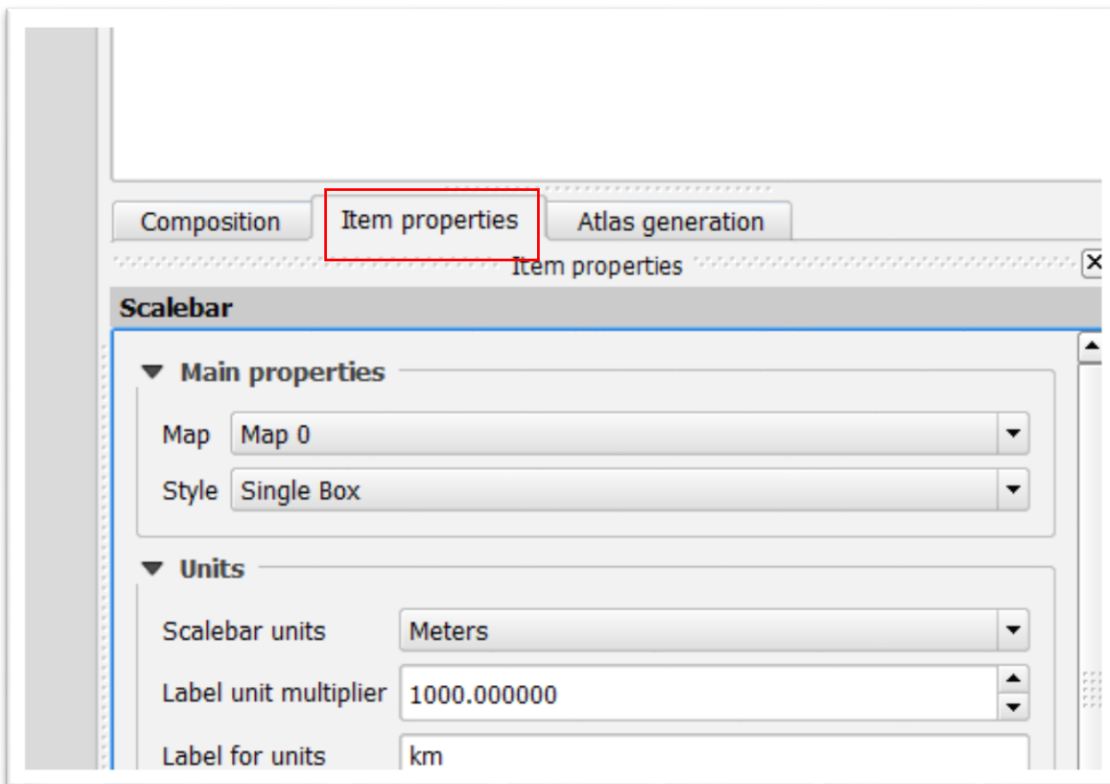 Composition Item properties Atlas generation
Item properties
Scalebar
Main properties
Map Map 0
Style Single Box
Units
Scalebar units Meters
Label unit multiplier 1000.000000
Label for units km